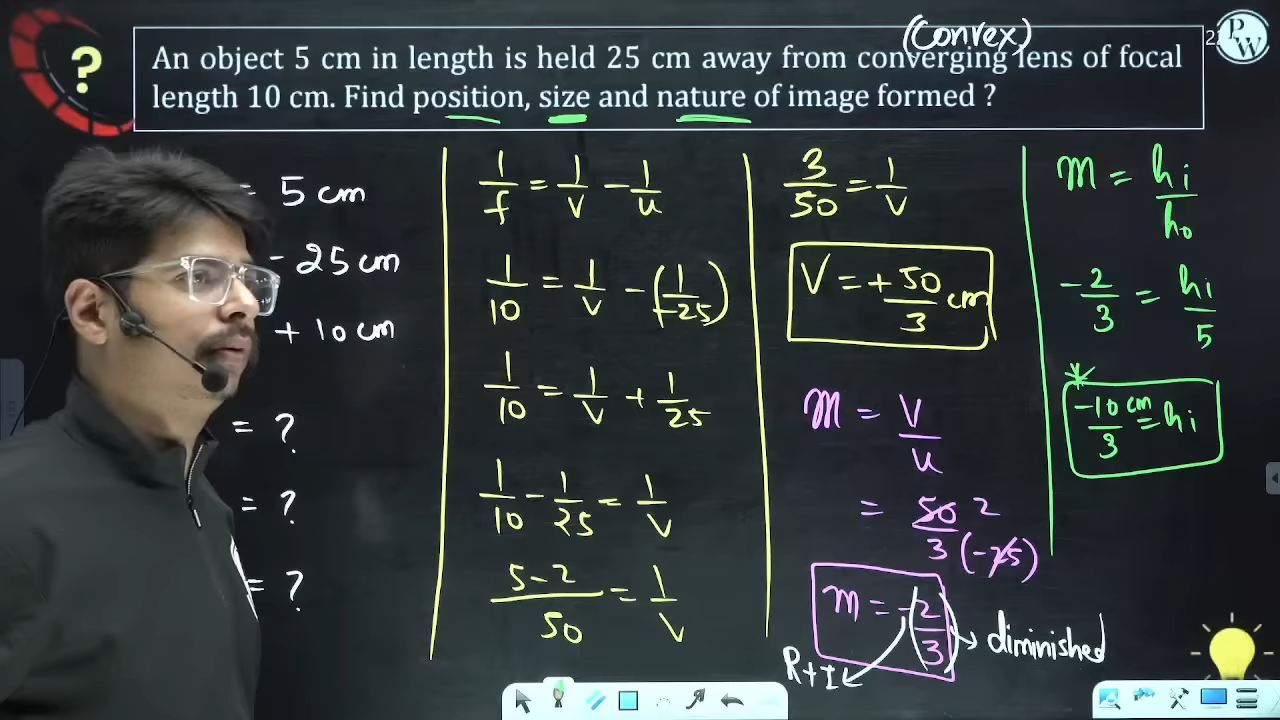 (Convex)
?
22
PW
An object 5 cm in length is held 25 cm away from converging lens of focal
length 10 cm. Find position, size and nature of image formed ?
= 5 cm
- 25 cm
+ 10 cm
= ?
= ?
= ?
1/f = 1/v - 1/u
1/10 = 1/v - (1/-25)
1/10 = 1/v + 1/25
1/10 - 1/25 = 1/v
5-2/50 = 1/v
3/50 = 1/v
V = +50/3 cm
m = V/u
= 50 2/3(-25)
m = -2/3
R+I
diminished
m = hi/ho
-2/3 = hi/5
*
-10/3 cm = hi